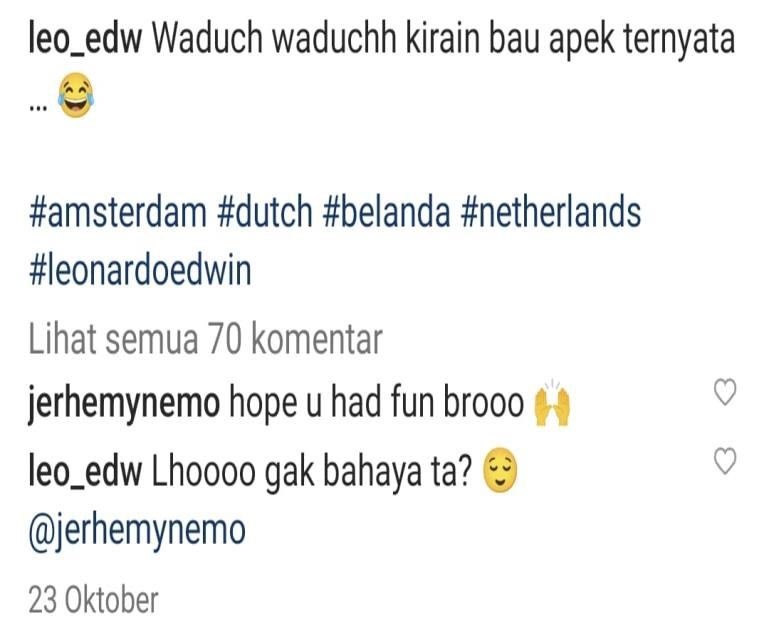 leo_edw Waduch waduchh kirain bau apek ternyata
... 😂
#amsterdam #dutch #belanda #netherlands
#leonardoedwin
Lihat semua 70 komentar
jerhemynemo hope u had fun brooo 🙌
leo_edw Lhoooo gak bahaya ta? 😌
@jerhemynemo
23 Oktober